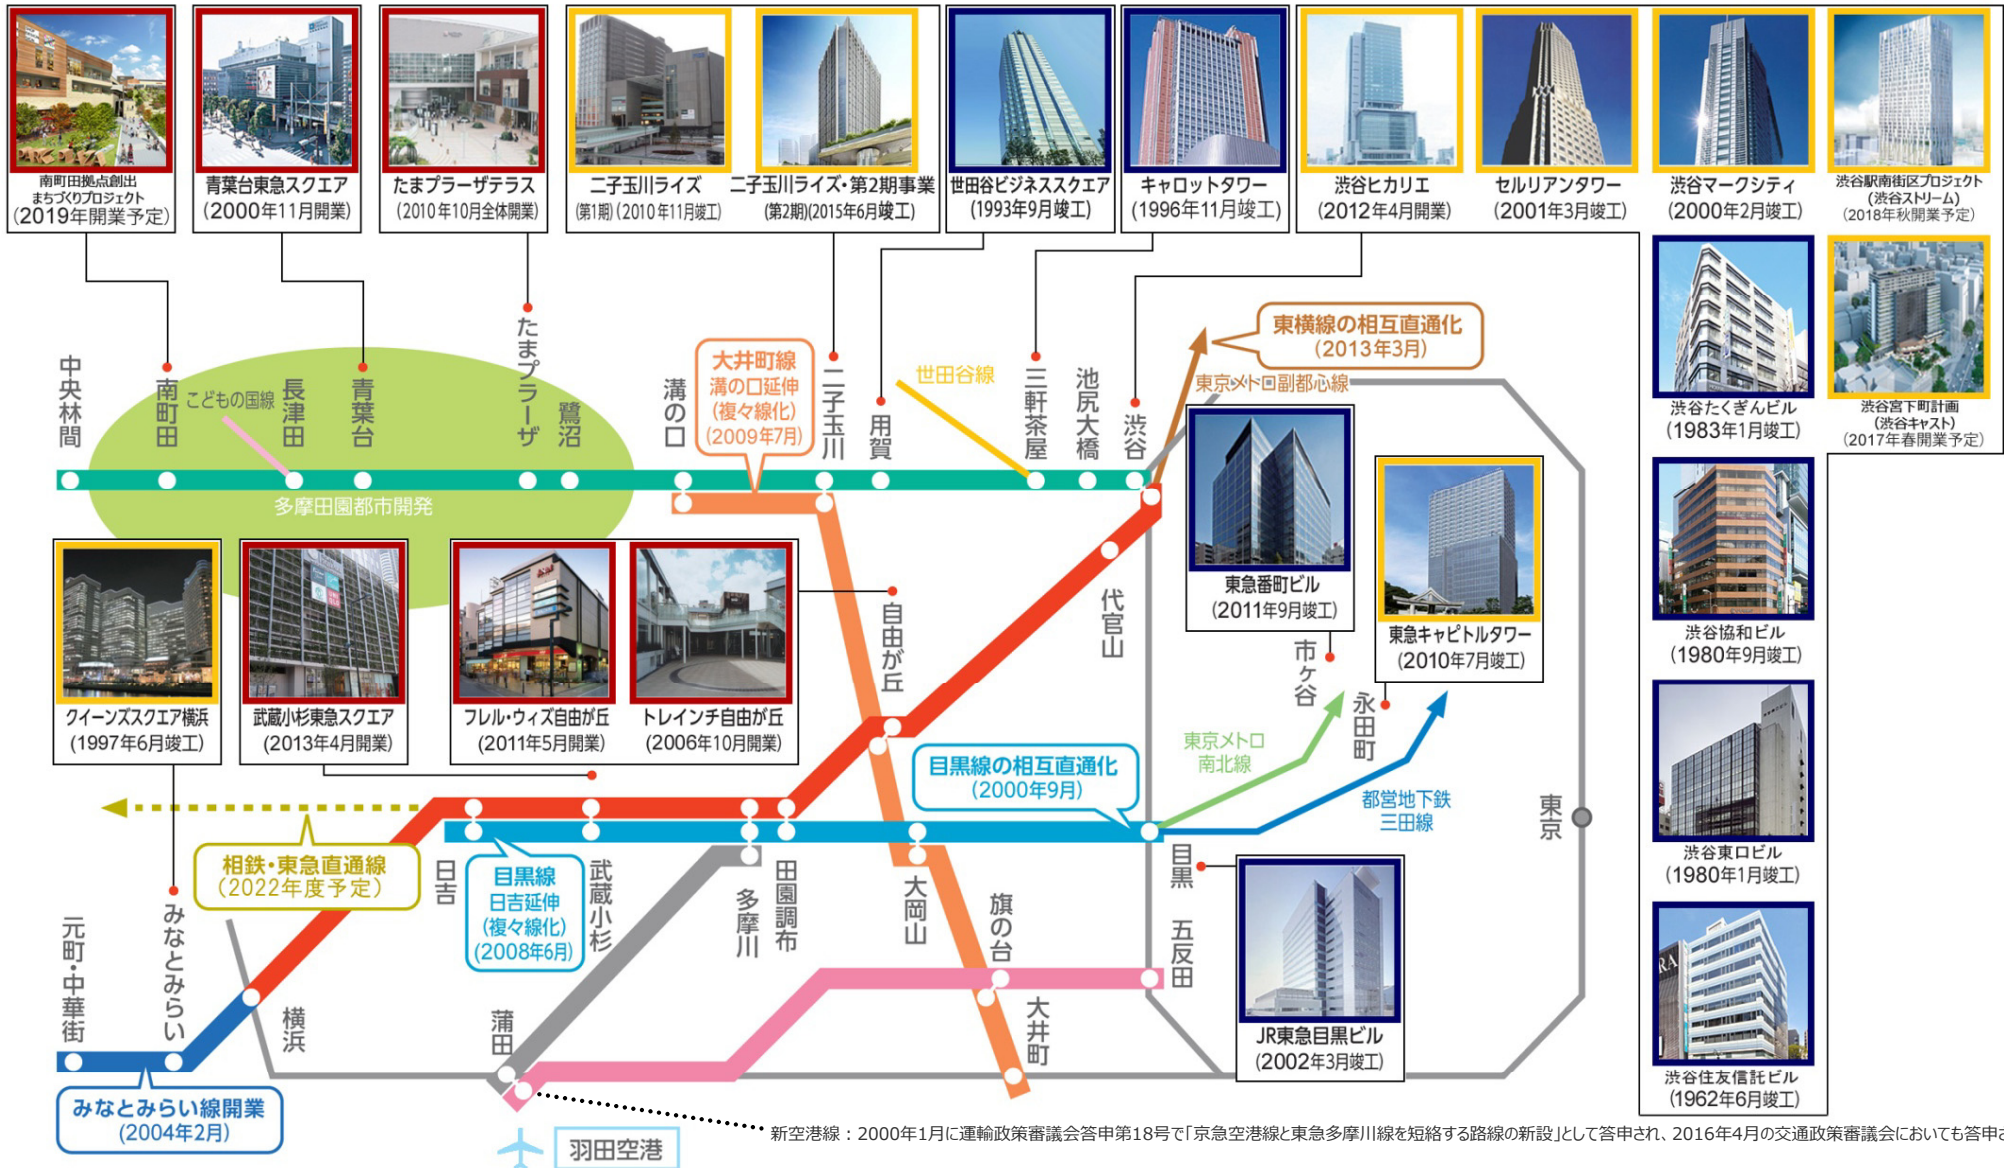 南町田拠点創出
まちづくりプロジェクト
(2019年開業予定)
青葉台東急スクエア
(2000年11月開業)
たまプラーザテラス
(2010年10月全体開業)
二子玉川ライズ
(第1期)(2010年11月竣工)
二子玉川ライズ・第2期事業
(第2期)(2015年6月竣工)
世田谷ビジネススクエア
(1993年9月竣工)
キャロットタワー
(1996年11月竣工)
渋谷ヒカリエ
(2012年4月開業)
セルリアンタワー
(2001年3月竣工)
渋谷マークシティ
(2000年2月竣工)
渋谷駅南街区プロジェクト
(渋谷ストリーム)
(2018年秋開業予定)
渋谷たくぎんビル
(1983年1月竣工)
渋谷宮下町計画
(渋谷キャスト)
(2017年春開業予定)
渋谷協和ビル
(1980年9月竣工)
渋谷東口ビル
(1980年1月竣工)
渋谷住友信託ビル
(1962年6月竣工)
中央林間
南町田
こどもの国線
長津田
青葉台
たまプラーザ
鷺沼
溝の口
大井町線
溝の口延伸
(複々線化)
(2009年7月)
二子玉川
用賀
世田谷線
三軒茶屋
池尻大橋
渋谷
東横線の相互直通化
(2013年3月)
東京メトロ副都心線
多摩田園都市開発
クイーンズスクエア横浜
(1997年6月竣工)
武蔵小杉東急スクエア
(2013年4月開業)
フレル・ウィズ自由が丘
(2011年5月開業)
トレインチ自由が丘
(2006年10月開業)
自由が丘
代官山
東急番町ビル
(2011年9月竣工)
東急キャピトルタワー
(2010年7月竣工)
市ヶ谷
永田町
東京メトロ
南北線
都営地下鉄
三田線
目黒線の相互直通化
(2000年9月)
東京
相鉄・東急直通線
(2022年度予定)
日吉
目黒線
日吉延伸
(複々線化)
(2008年6月)
武蔵小杉
多摩川
田園調布
大岡山
旗の台
目黒
五反田
JR東急目黒ビル
(2002年3月竣工)
元町・中華街
みなとみらい
横浜
蒲田
大井町
みなとみらい線開業
(2004年2月)
羽田空港
新空港線：2000年1月に運輸政策審議会答申第18号で「京急空港線と東急多摩川線を短絡する路線の新設」として答申され、2016年4月の交通政策審議会においても答申